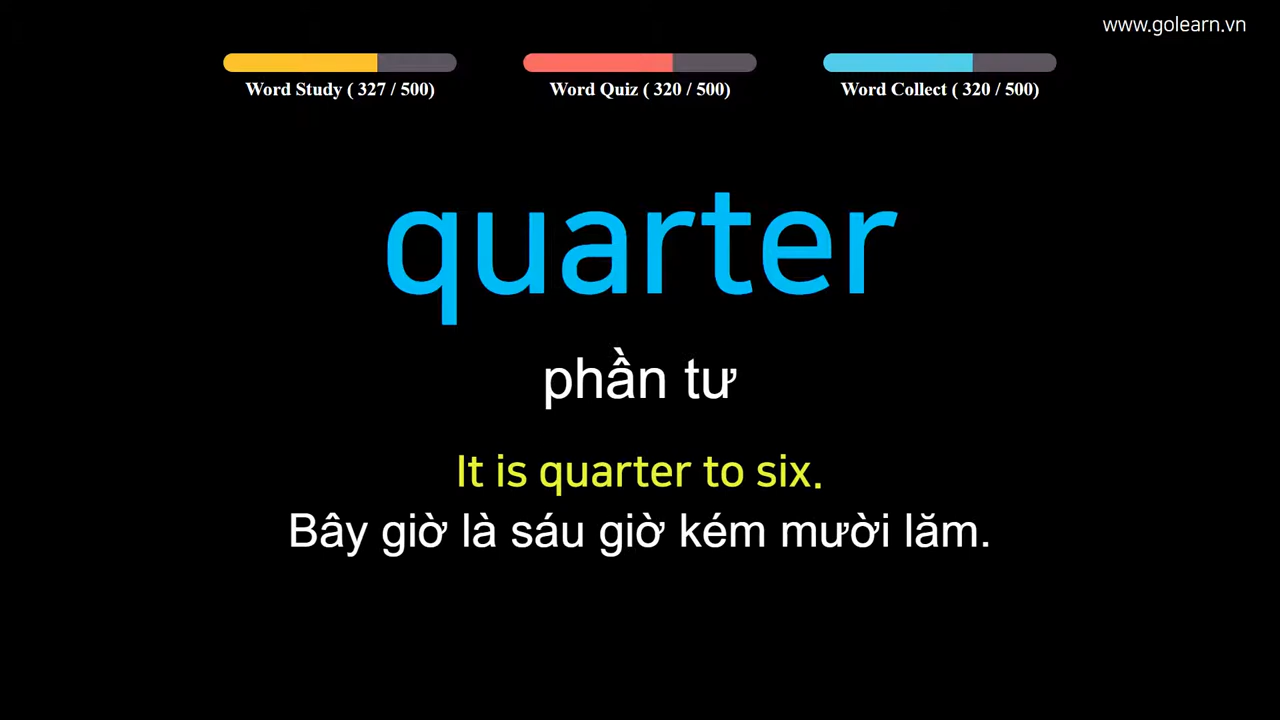 www.golearn.vn
Word Study ( 327 / 500)
Word Quiz ( 320 / 500)
Word Collect ( 320 / 500)
quarter
phần tư
It is quarter to six.
Bây giờ là sáu giờ kém mười lăm.